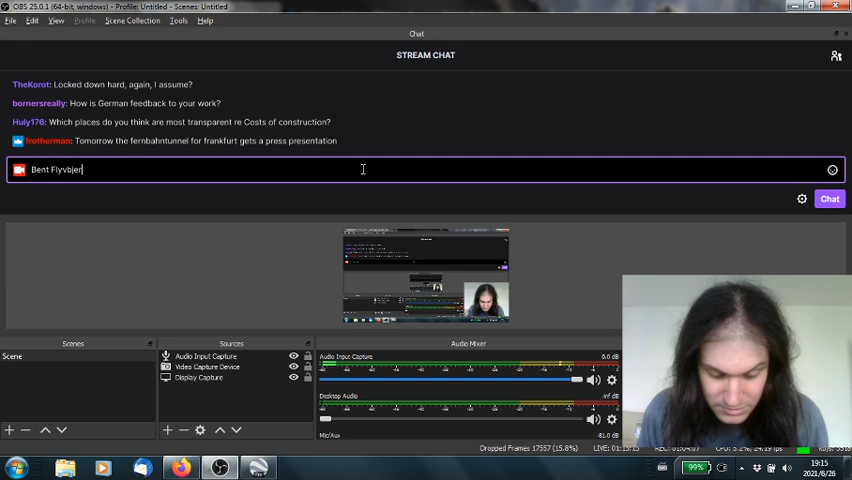 OBS 25.0.1 (64-bit, windows) - Profile: Untitled - Scenes: Untitled
File Edit View Profile Scene Collection Tools Help
Chat
STREAM CHAT
TheKorot: Locked down hard, again, I assume?
bornersreally: How is German feedback to your work?
Huly176: Which places do you think are most transparent re Costs of construction?
frotherman: Tomorrow the fernbahntunnel for frankfurt gets a press presentation
Bent Flyvbjer
Chat
Scenes Sources Audio Mixer
Scene
Audio Input Capture
Video Capture Device
Display Capture
Audio Input Capture 0.0 dB
Desktop Audio -inf dB
Mic/Aux -81.0 dB
Dropped Frames 17557 (15.8%)
99%
19:15
2021/6/26